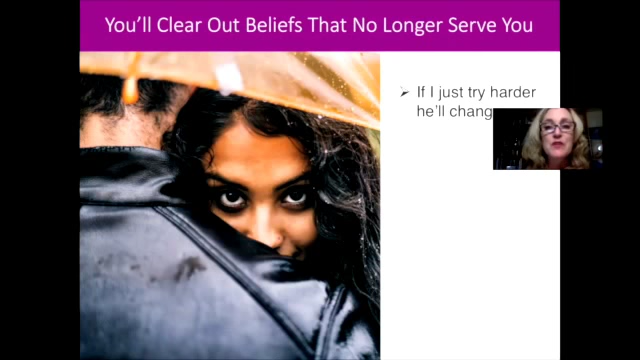 You'll Clear Out Beliefs That No Longer Serve You
➢ If I just try harder
he'll